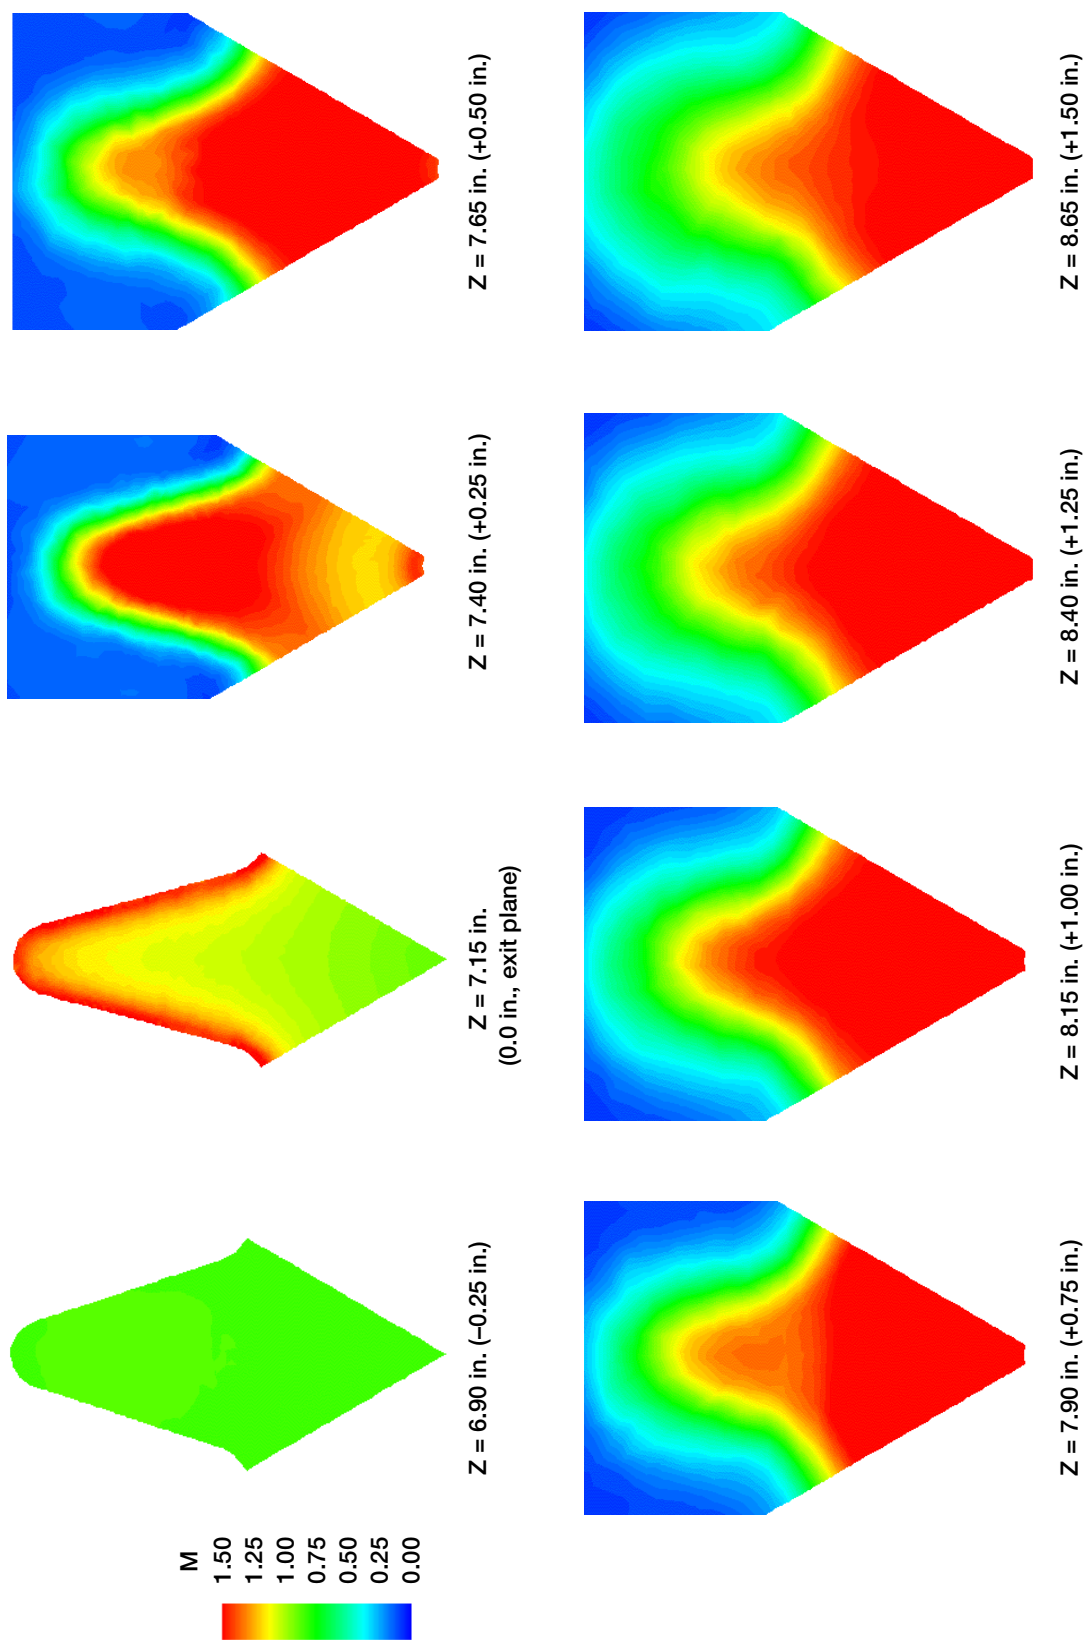 M
1.50
1.25
1.00
0.75
0.50
0.25
0.00
Z = 6.90 in. (–0.25 in.)
Z = 7.15 in.
(0.0 in., exit plane)
Z = 7.40 in. (+0.25 in.)
Z = 7.65 in. (+0.50 in.)
Z = 7.90 in. (+0.75 in.)
Z = 8.15 in. (+1.00 in.)
Z = 8.40 in. (+1.25 in.)
Z = 8.65 in. (+1.50 in.)